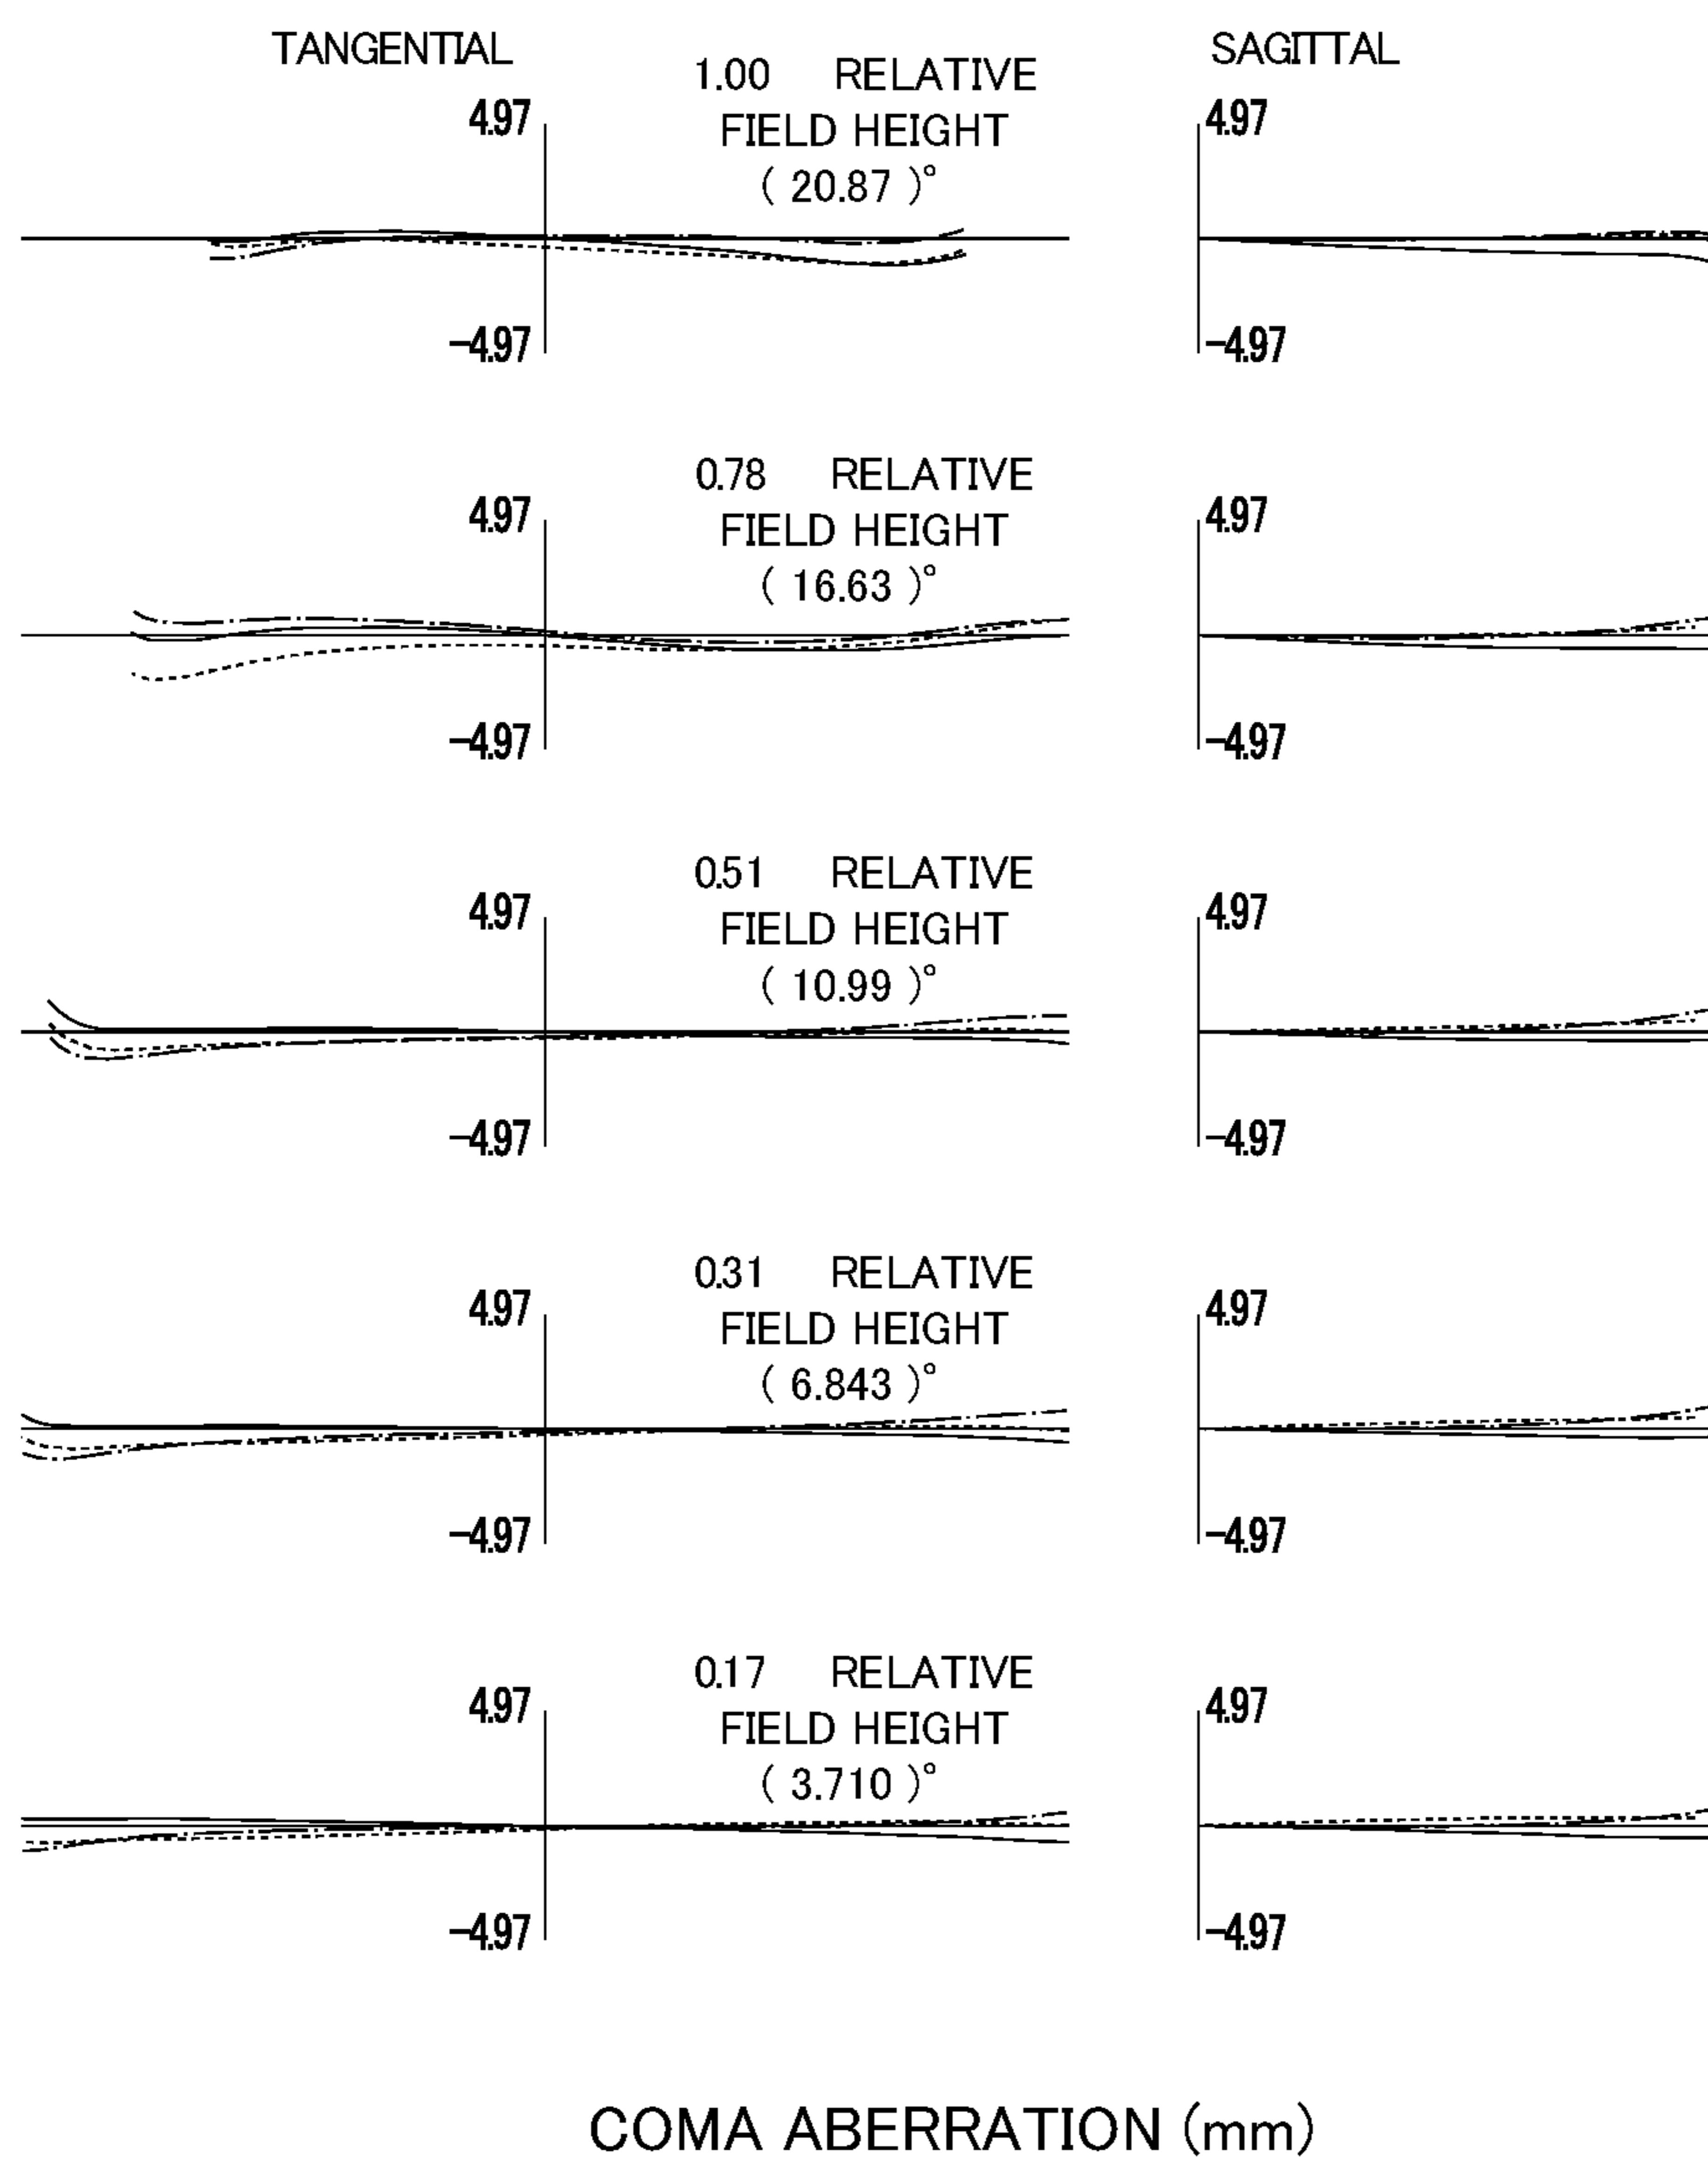 TANGENTIAL
SAGITTAL
1.00 RELATIVE
FIELD HEIGHT
( 20.87 )°
4.97
4.97
-4.97
-4.97
0.78 RELATIVE
FIELD HEIGHT
( 16.63 )°
4.97
4.97
-4.97
-4.97
0.51 RELATIVE
FIELD HEIGHT
( 10.99 )°
4.97
4.97
-4.97
-4.97
0.31 RELATIVE
FIELD HEIGHT
( 6.843 )°
4.97
4.97
-4.97
-4.97
0.17 RELATIVE
FIELD HEIGHT
( 3.710 )°
4.97
4.97
-4.97
-4.97
COMA ABERRATION (mm)